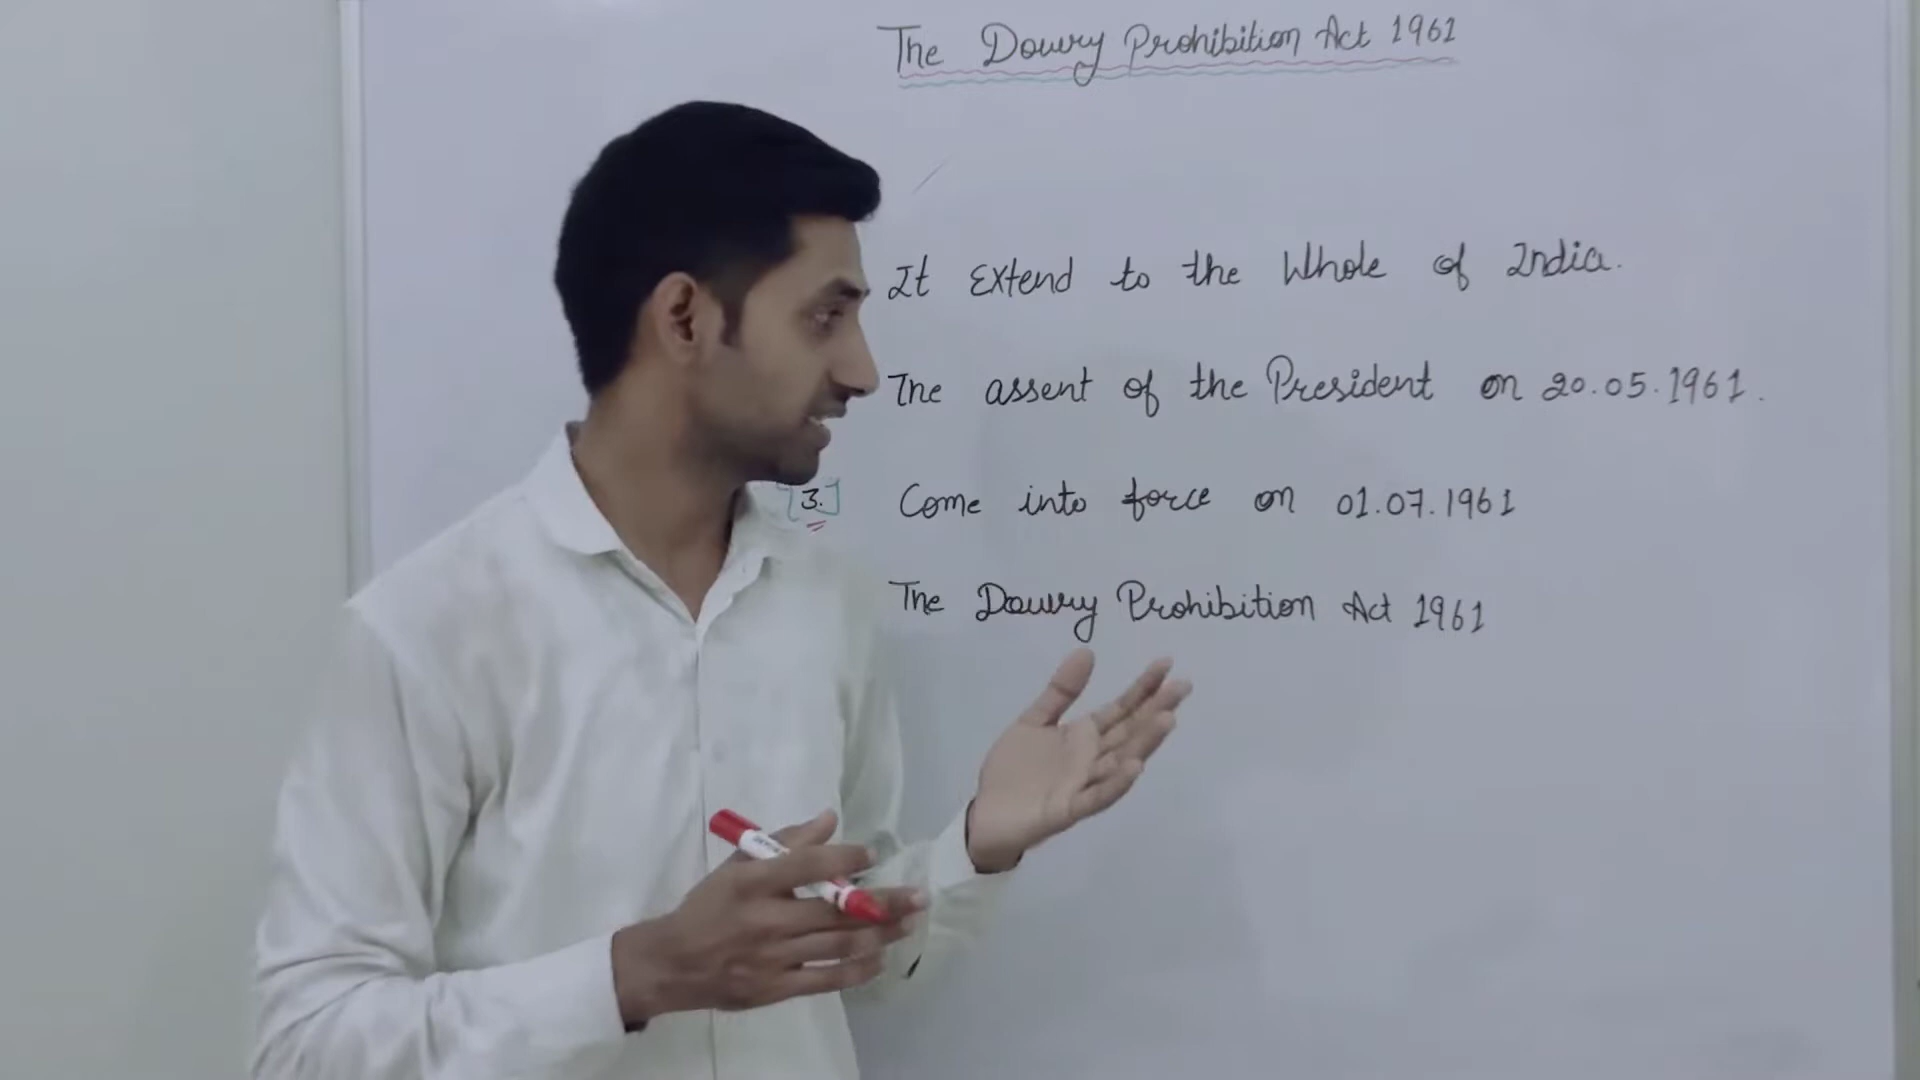 The Dowry Prohibition Act 1961
It Extend to the Whole of India.
The assent of the President on 20.05.1961.
3. Come into force on 01.07.1961
The Dowry Prohibition Act 1961